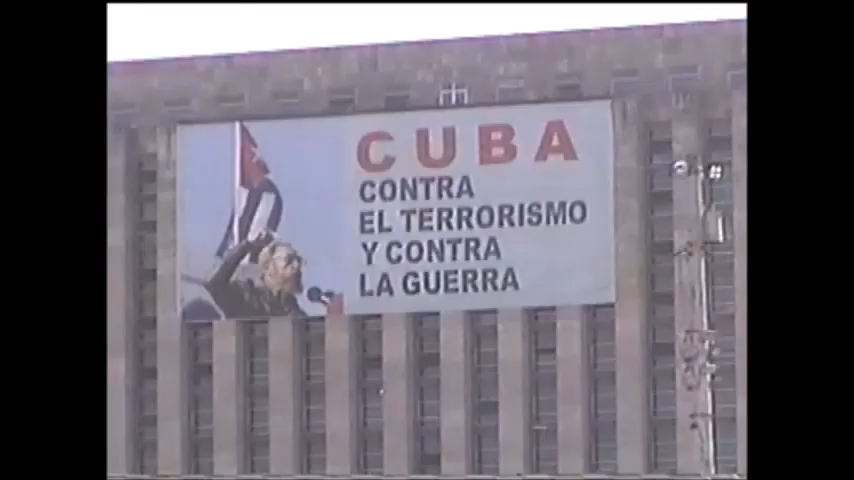 CUBA
CONTRA
EL TERRORISMO
Y CONTRA
LA GUERRA